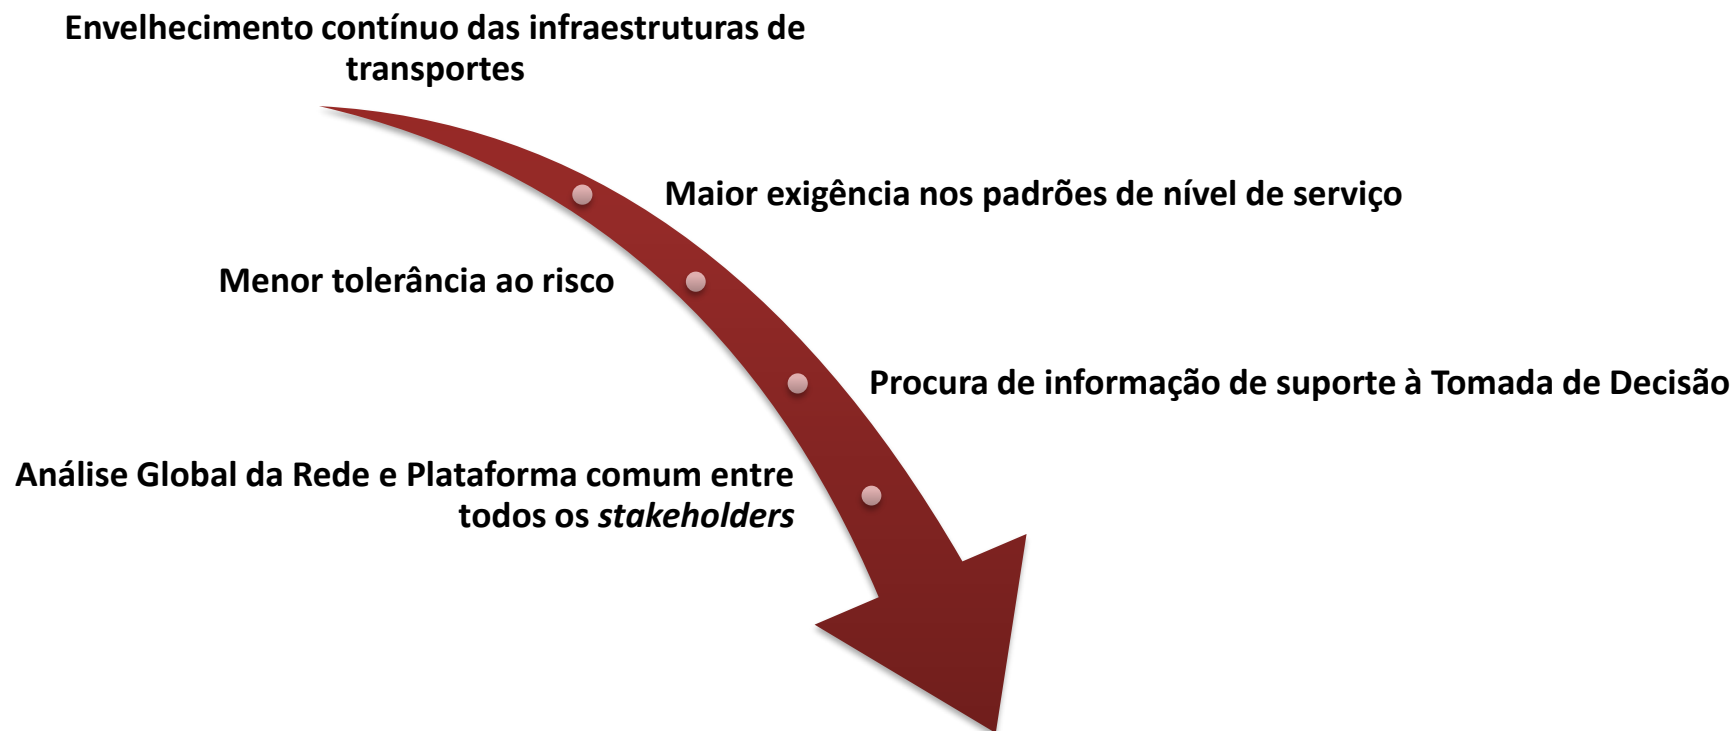 Envelhecimento contínuo das infraestruturas de
transportes
Maior exigência nos padrões de nível de serviço
Menor tolerância ao risco
Procura de informação de suporte à Tomada de Decisão
Análise Global da Rede e Plataforma comum entre
todos os stakeholders